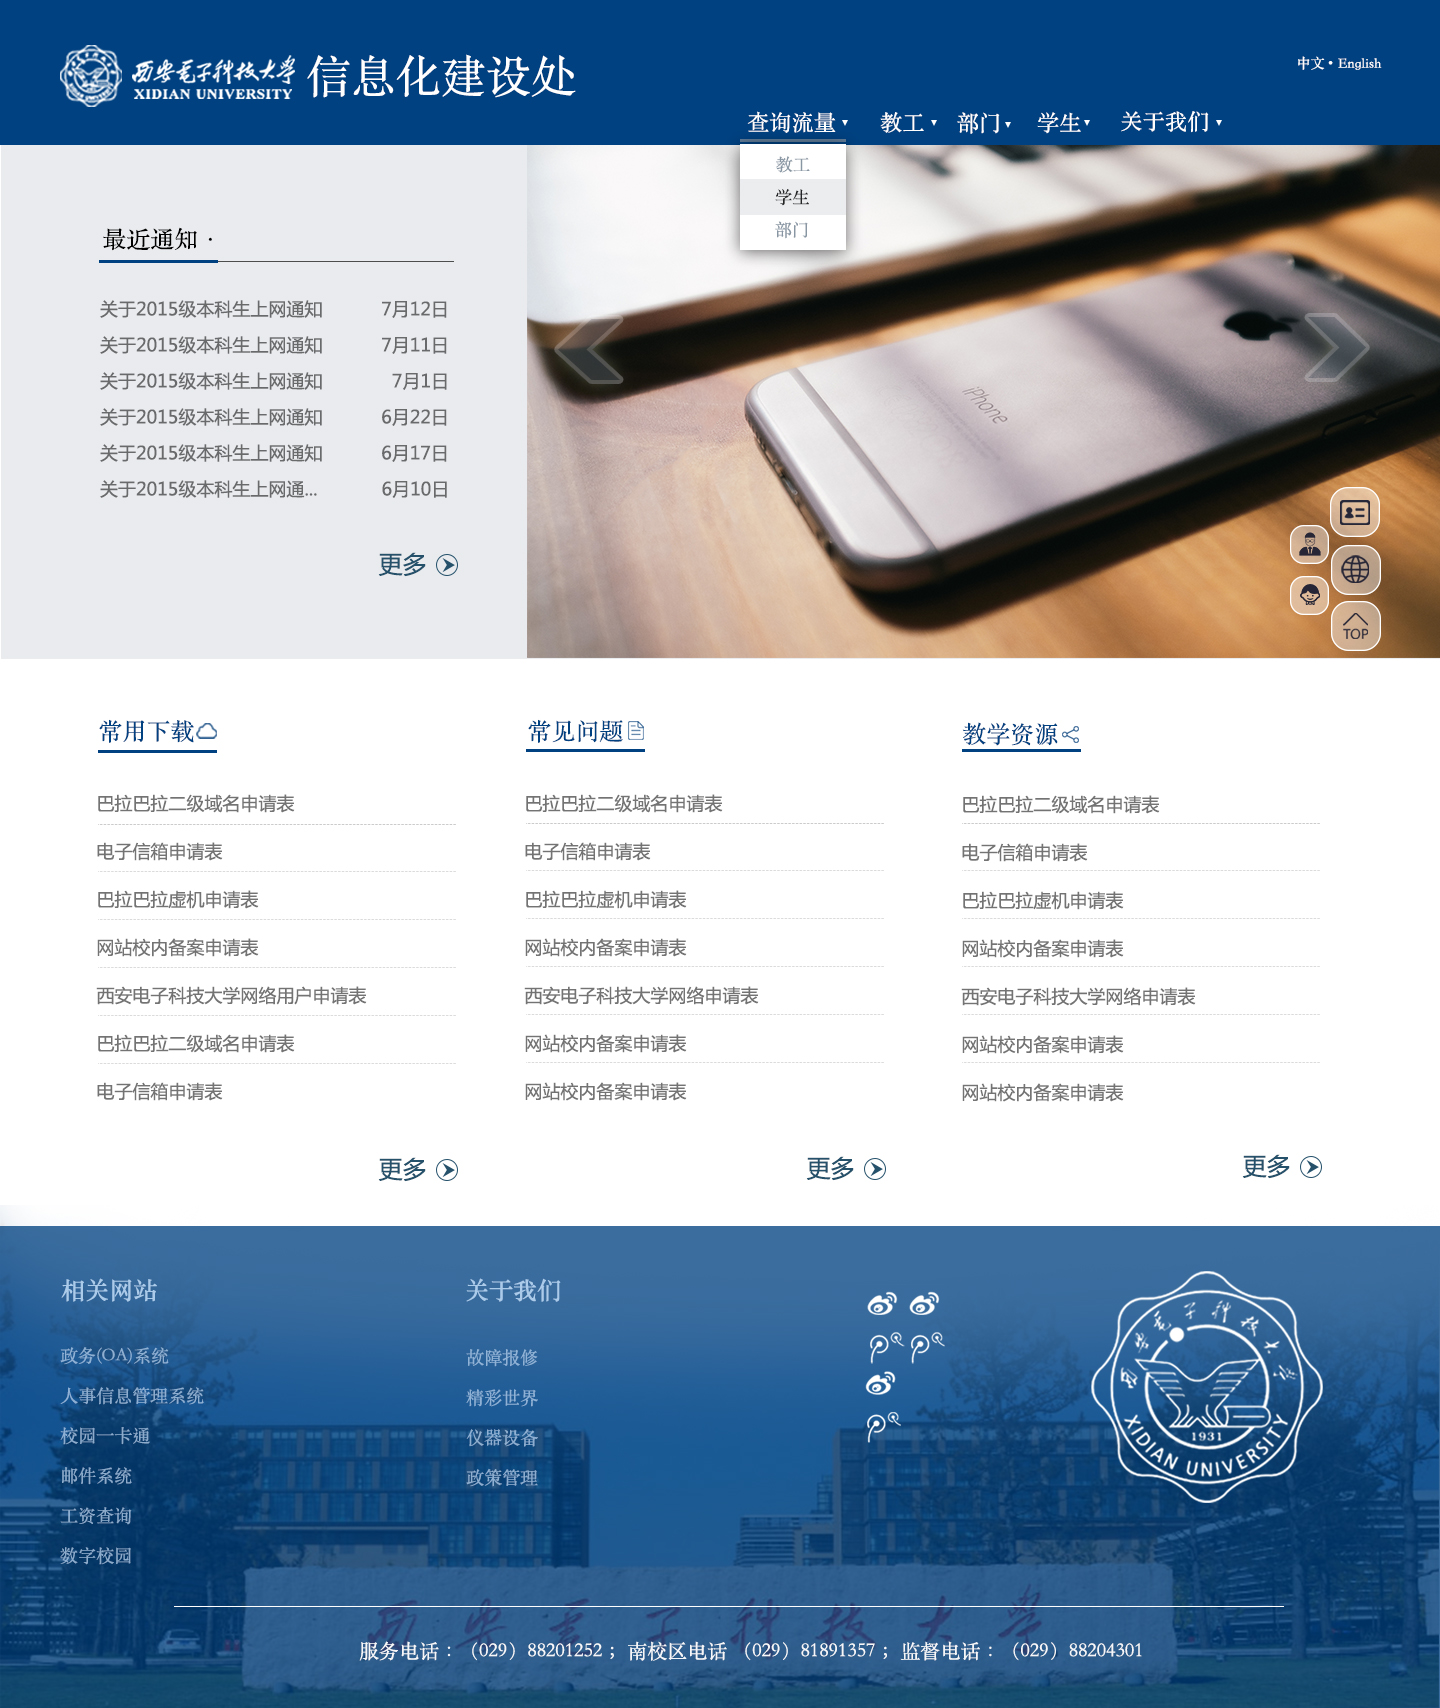 西安电子科技大学
XIDIAN UNIVERSITY
信息化建设处
中文 • English
查询流量 ▾ 教工 ▾ 部门 ▾ 学生 ▾ 关于我们 ▾
教工
学生
部门
最近通知 ·
关于2015级本科生上网通知 7月12日
关于2015级本科生上网通知 7月11日
关于2015级本科生上网通知 7月1日
关于2015级本科生上网通知 6月22日
关于2015级本科生上网通知 6月17日
关于2015级本科生上网通... 6月10日
更多
iPhone
TOP
常用下载
巴拉巴拉二级域名申请表
电子信箱申请表
巴拉巴拉虚机申请表
网站校内备案申请表
西安电子科技大学网络用户申请表
巴拉巴拉二级域名申请表
电子信箱申请表
更多
常见问题
巴拉巴拉二级域名申请表
电子信箱申请表
巴拉巴拉虚机申请表
网站校内备案申请表
西安电子科技大学网络申请表
网站校内备案申请表
网站校内备案申请表
更多
教学资源
巴拉巴拉二级域名申请表
电子信箱申请表
巴拉巴拉虚机申请表
网站校内备案申请表
西安电子科技大学网络申请表
网站校内备案申请表
网站校内备案申请表
更多
相关网站
政务(OA)系统
人事信息管理系统
校园一卡通
邮件系统
工资查询
数字校园
关于我们
故障报修
精彩世界
仪器设备
政策管理
西安电子科技大学
1931
XIDIAN UNIVERSITY
西安電子科技大学
服务电话：（029）88201252； 南校区电话 （029）81891357； 监督电话：（029）88204301